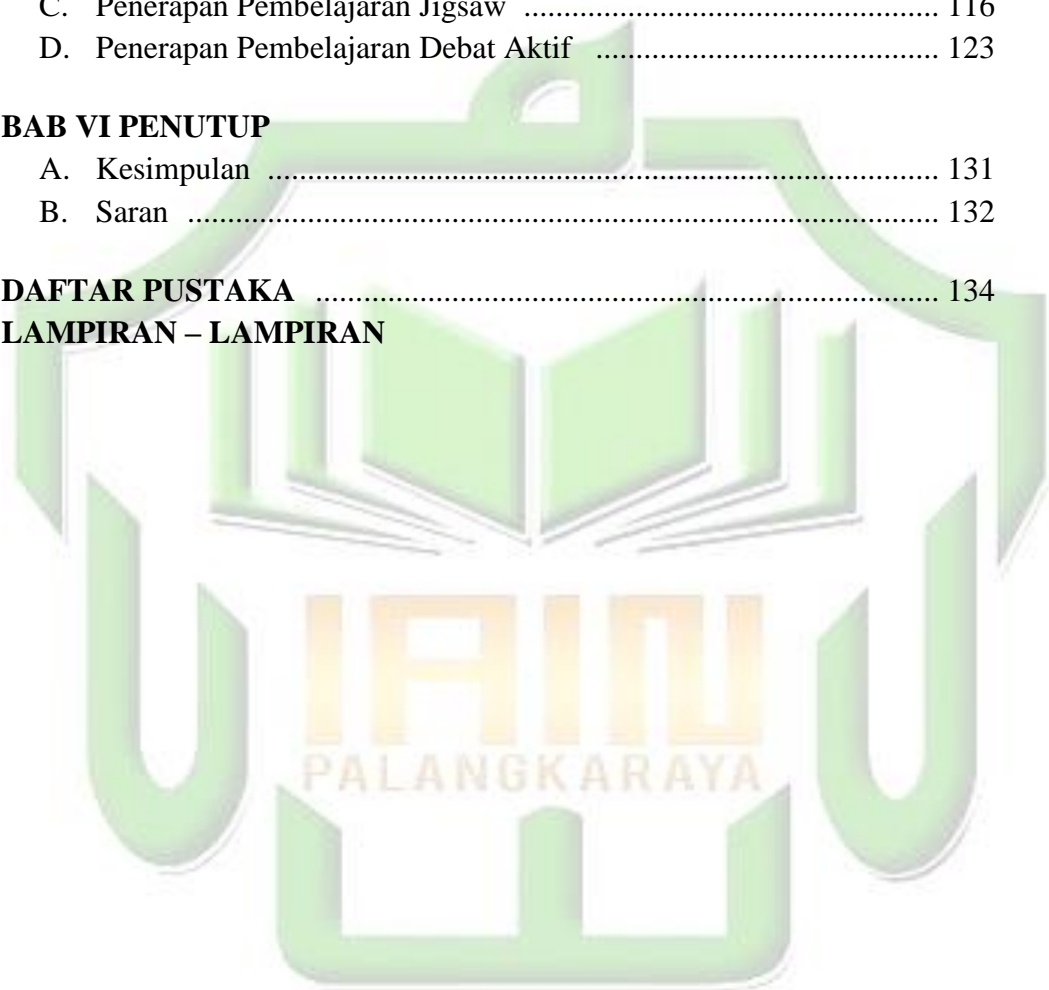 C. Penerapan Pembelajaran Jigsaw .................................................... 116
D. Penerapan Pembelajaran Debat Aktif ........................................... 123
BAB VI PENUTUP
A. Kesimpulan .................................................................................... 131
B. Saran .............................................................................................. 132
DAFTAR PUSTAKA .............................................................................. 134
LAMPIRAN – LAMPIRAN
IAIN
PALANGKARAYA